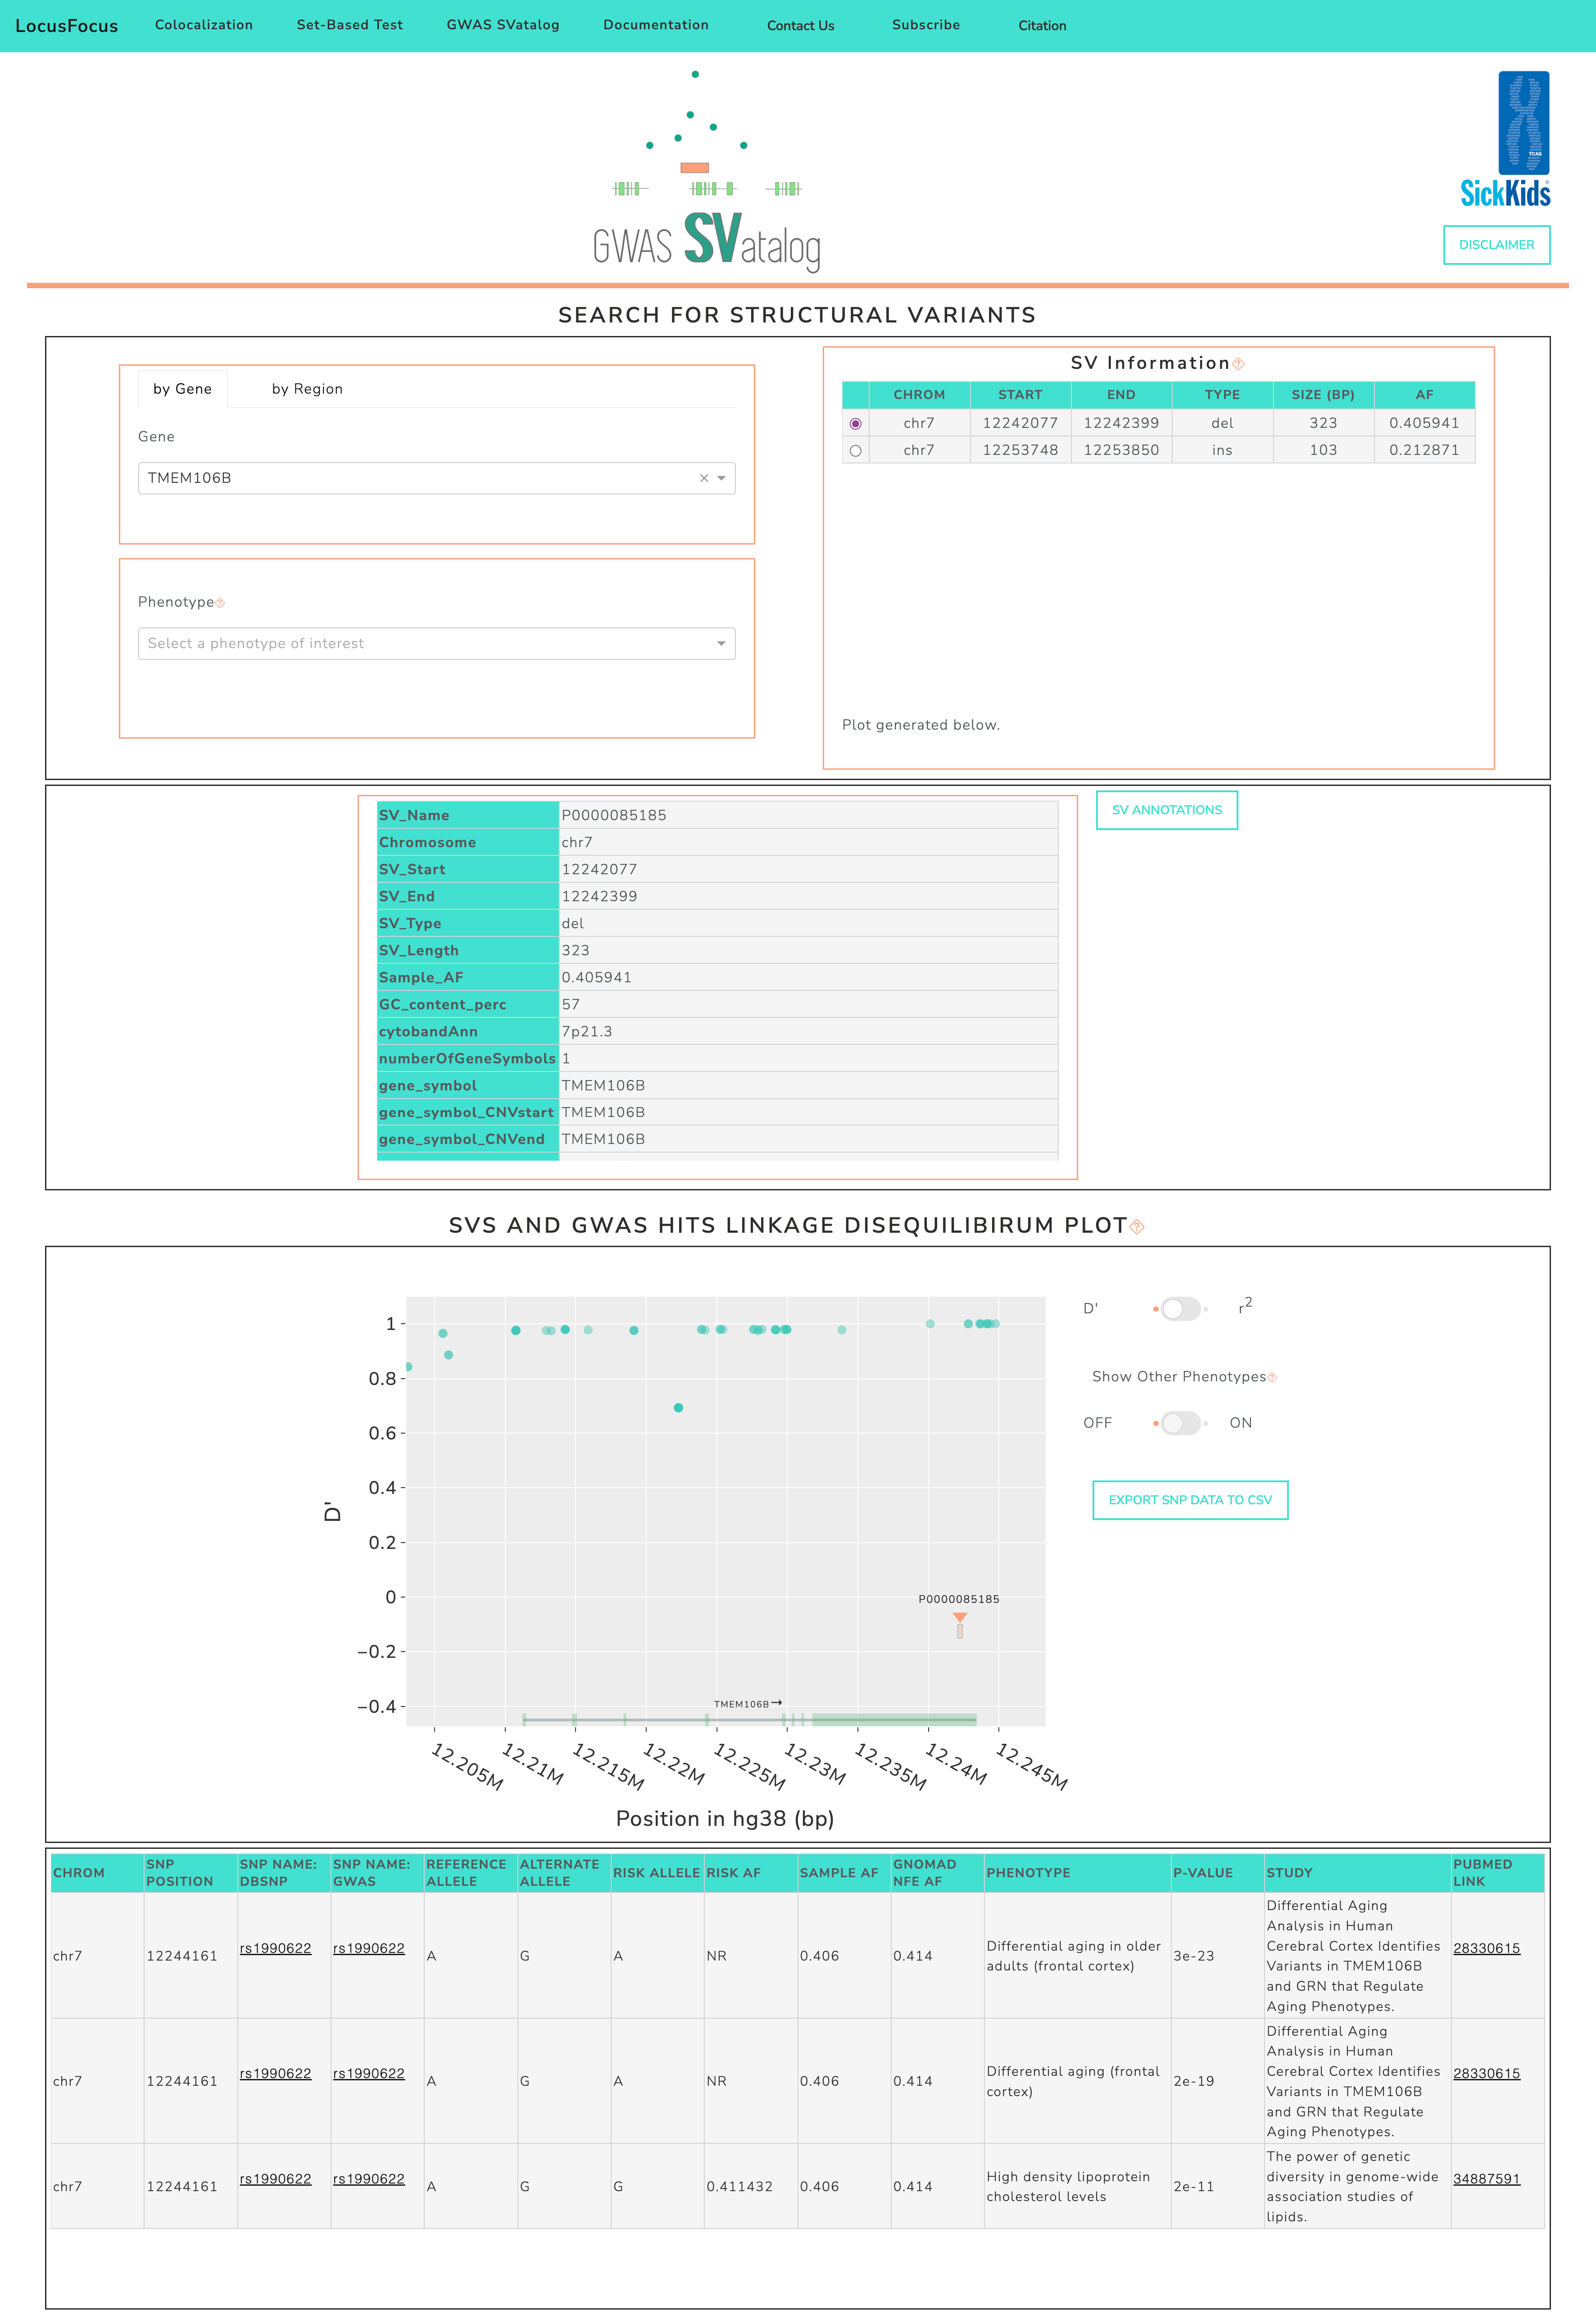 LocusFocus Colocalization Set-Based Test GWAS SVatalog Documentation Contact Us Subscribe Citation
TCAG
SickKids
GWAS SVatalog
DISCLAIMER
SEARCH FOR STRUCTURAL VARIANTS
by Gene by Region
Gene
TMEM106B
Phenotype
Select a phenotype of interest
SV Information
CHROM START END TYPE SIZE (BP) AF
chr7 12242077 12242399 del 323 0.405941
chr7 12253748 12253850 ins 103 0.212871
Plot generated below.
SV_Name P0000085185
Chromosome chr7
SV_Start 12242077
SV_End 12242399
SV_Type del
SV_Length 323
Sample_AF 0.405941
GC_content_perc 57
cytobandAnn 7p21.3
numberOfGeneSymbols 1
gene_symbol TMEM106B
gene_symbol_CNVstart TMEM106B
gene_symbol_CNVend TMEM106B
SV ANNOTATIONS
SVS AND GWAS HITS LINKAGE DISEQUILIBIRUM PLOT
D' r2
Show Other Phenotypes
OFF ON
EXPORT SNP DATA TO CSV
1
0.8
0.6
0.4
0.2
0
−0.2
−0.4
D'
P0000085185
TMEM106B→
12.205M 12.21M 12.215M 12.22M 12.225M 12.23M 12.235M 12.24M 12.245M
Position in hg38 (bp)
CHROM SNP POSITION SNP NAME: DBSNP SNP NAME: GWAS REFERENCE ALLELE ALTERNATE ALLELE RISK ALLELE RISK AF SAMPLE AF GNOMAD NFE AF PHENOTYPE P-VALUE STUDY PUBMED LINK
chr7 12244161 rs1990622 rs1990622 A G A NR 0.406 0.414 Differential aging in older adults (frontal cortex) 3e-23 Differential Aging Analysis in Human Cerebral Cortex Identifies Variants in TMEM106B and GRN that Regulate Aging Phenotypes. 28330615
chr7 12244161 rs1990622 rs1990622 A G A NR 0.406 0.414 Differential aging (frontal cortex) 2e-19 Differential Aging Analysis in Human Cerebral Cortex Identifies Variants in TMEM106B and GRN that Regulate Aging Phenotypes. 28330615
chr7 12244161 rs1990622 rs1990622 A G G 0.411432 0.406 0.414 High density lipoprotein cholesterol levels 2e-11 The power of genetic diversity in genome-wide association studies of lipids. 34887591